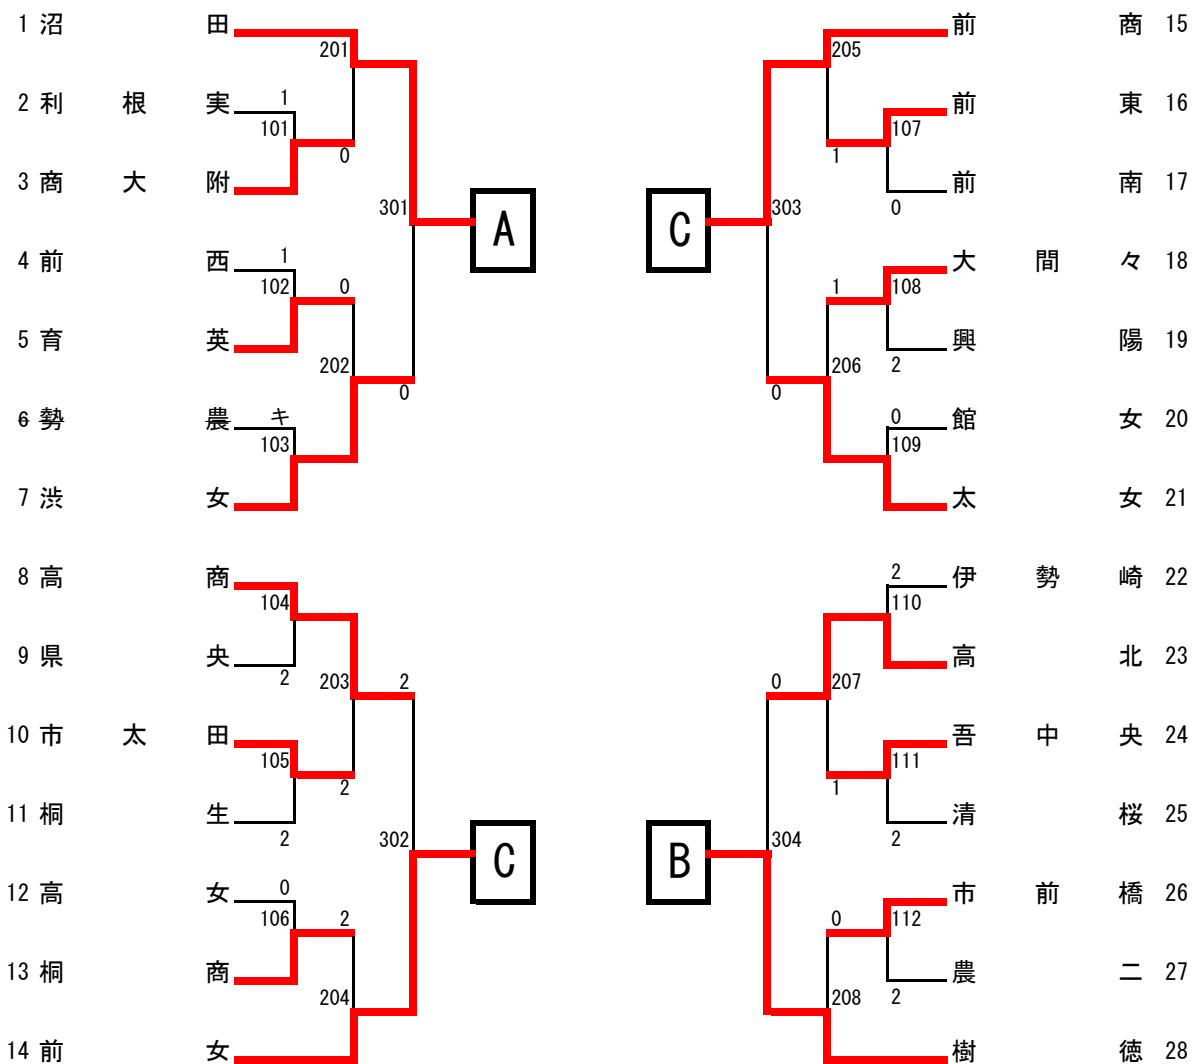 1 沼田 前商 15
201 205
2 利根実 1 前東 16
101 107
0 1
3 商大附 前南 17
301 0 303
A C
4 前西 1 大間々 18
102 0 1 108
5 育英 興陽 19
202 2 206
0 0
6 勢農 キ 0 館女 20
103 109
7 渋女 太女 21
8 高商 2 伊勢崎 22
104 110
9 県央 高北 23
2 203 2 0 207
10 市太田 吾中央 24
105 111
2 1
11 桐生 清桜 25
2 302 2 304
C B
12 高女 0 市前橋 26
106 2 0 112
13 桐商 農二 27
204 2 208
14 前女 樹徳 28